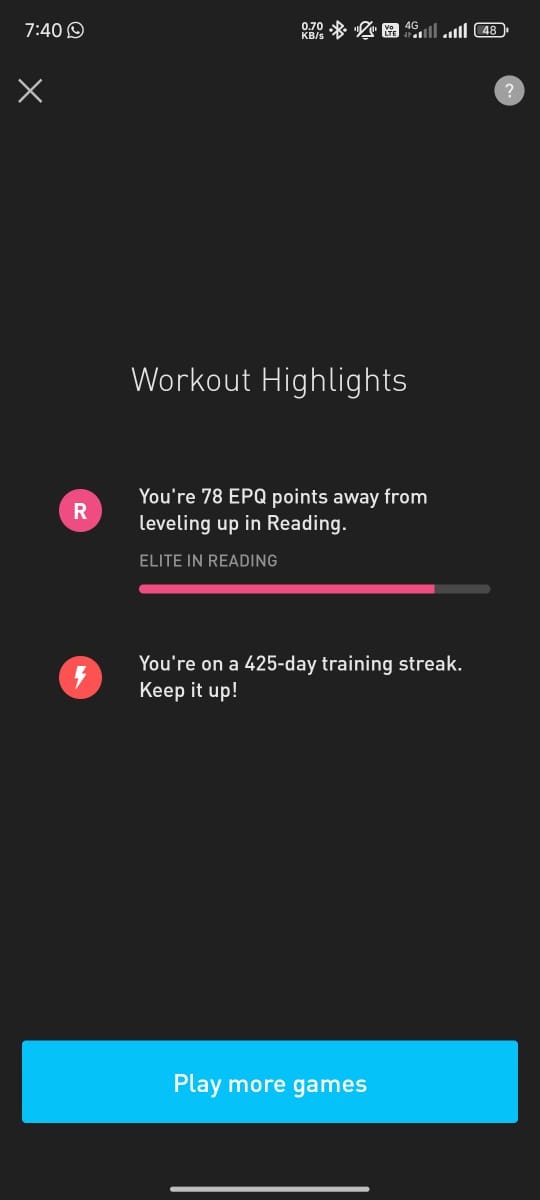 7:40
0.70
KB/s
Vo
LTE
4G
48
?
Workout Highlights
R
You're 78 EPQ points away from
leveling up in Reading.
ELITE IN READING
You're on a 425-day training streak.
Keep it up!
Play more games